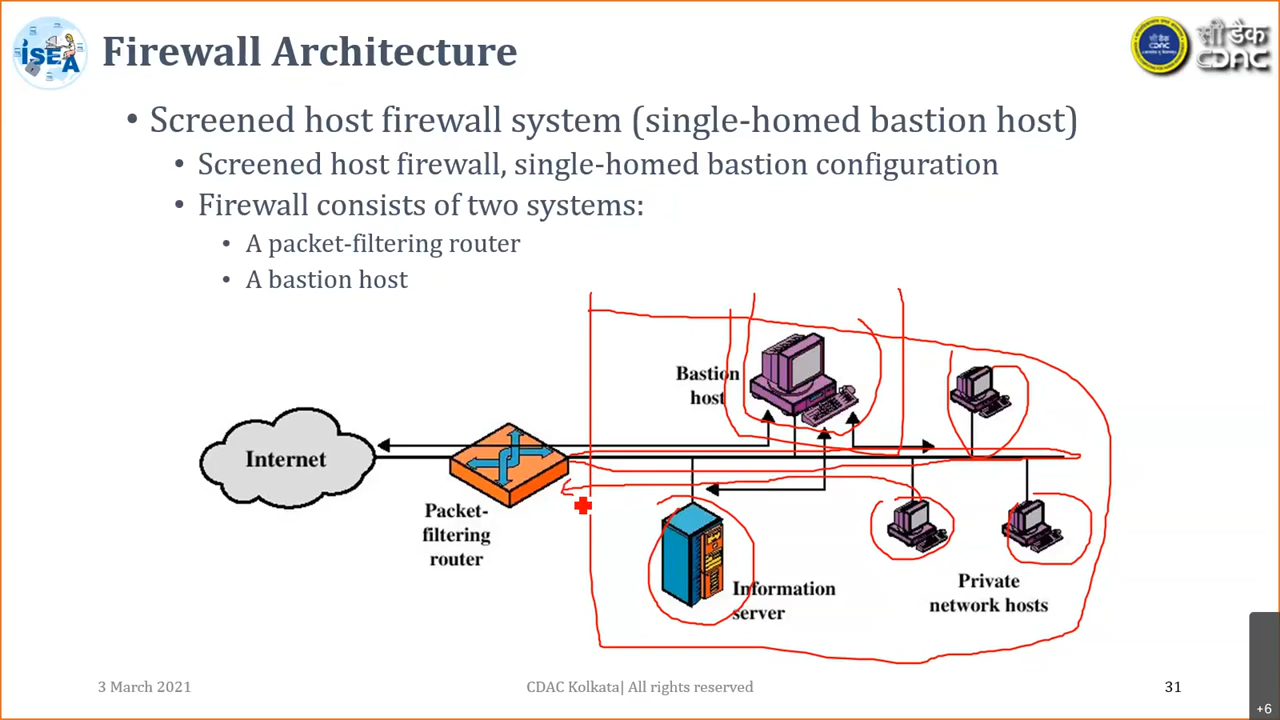 ISEA
Firewall Architecture
सी डैक
CDAC
• Screened host firewall system (single-homed bastion host)
• Screened host firewall, single-homed bastion configuration
• Firewall consists of two systems:
• A packet-filtering router
• A bastion host
Bastion
host
Internet
Packet-
filtering
router
Information
server
Private
network hosts
3 March 2021
CDAC Kolkata| All rights reserved
31
+6